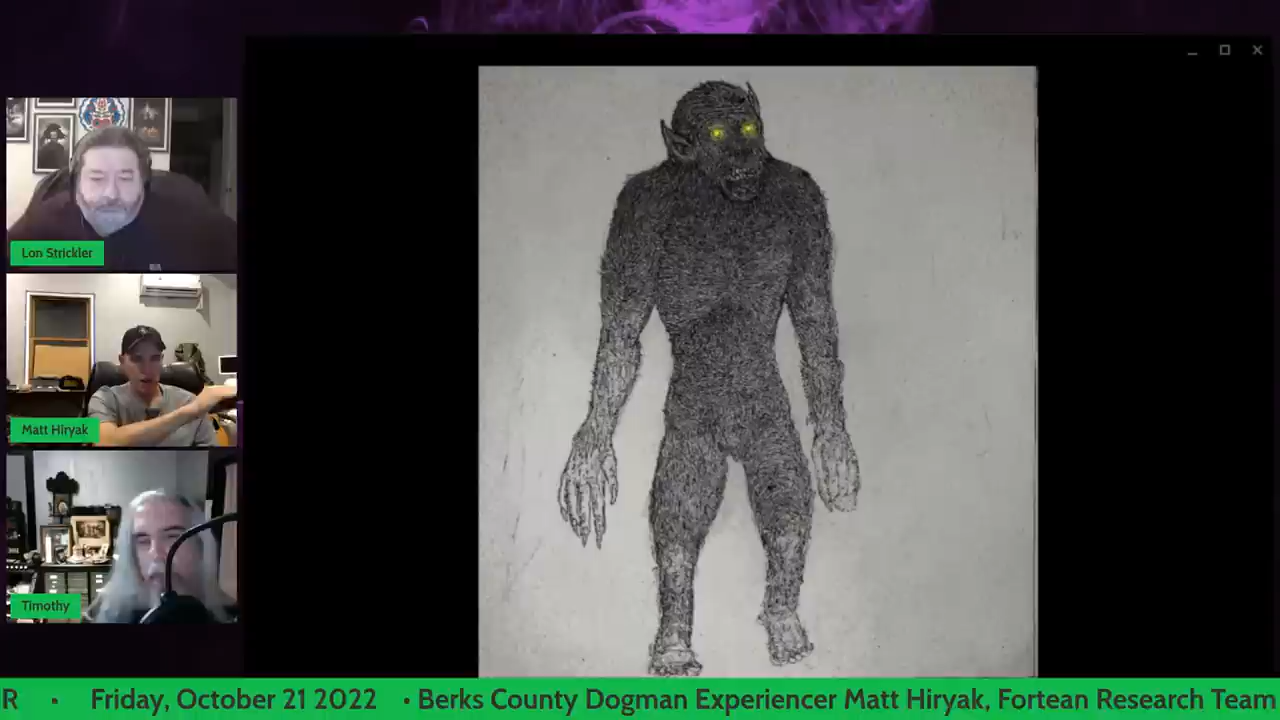 Lon Strickler
Matt Hiryak
Timothy
R • Friday, October 21 2022 • Berks County Dogman Experiencer Matt Hiryak, Fortean Research Team